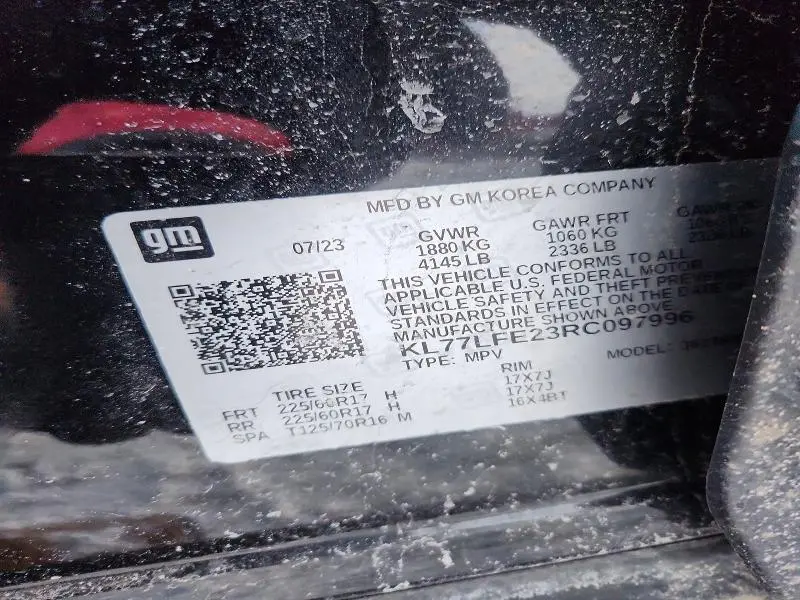 MFD BY GM KOREA COMPANY
gm
07/23
GVWR GAWR FRT
1880 KG 1060 KG
4145 LB 2336 LB
THIS VEHICLE CONFORMS TO ALL
APPLICABLE U.S. FEDERAL MOTOR
VEHICLE SAFETY AND THEFT PREVENTION
STANDARDS IN EFFECT ON THE DATE OF
MANUFACTURE SHOWN ABOVE
KL77LFE23RC097996
TYPE: MPV MODEL:
TIRE SIZE RIM
FRT 225/60R17 H 17X7J
RR 225/60R17 H 17X7J
SPA T125/70R16 M 16X4BT